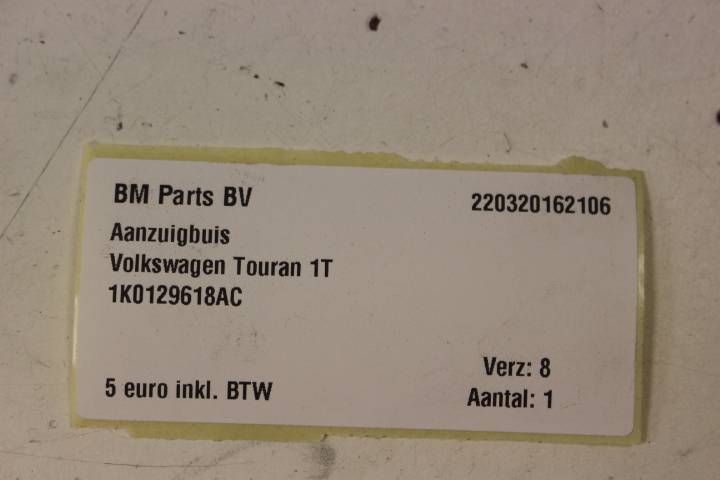 BM Parts BV 220320162106
Aanzuigbuis
Volkswagen Touran 1T
1K0129618AC
Verz: 8
5 euro inkl. BTW Aantal: 1